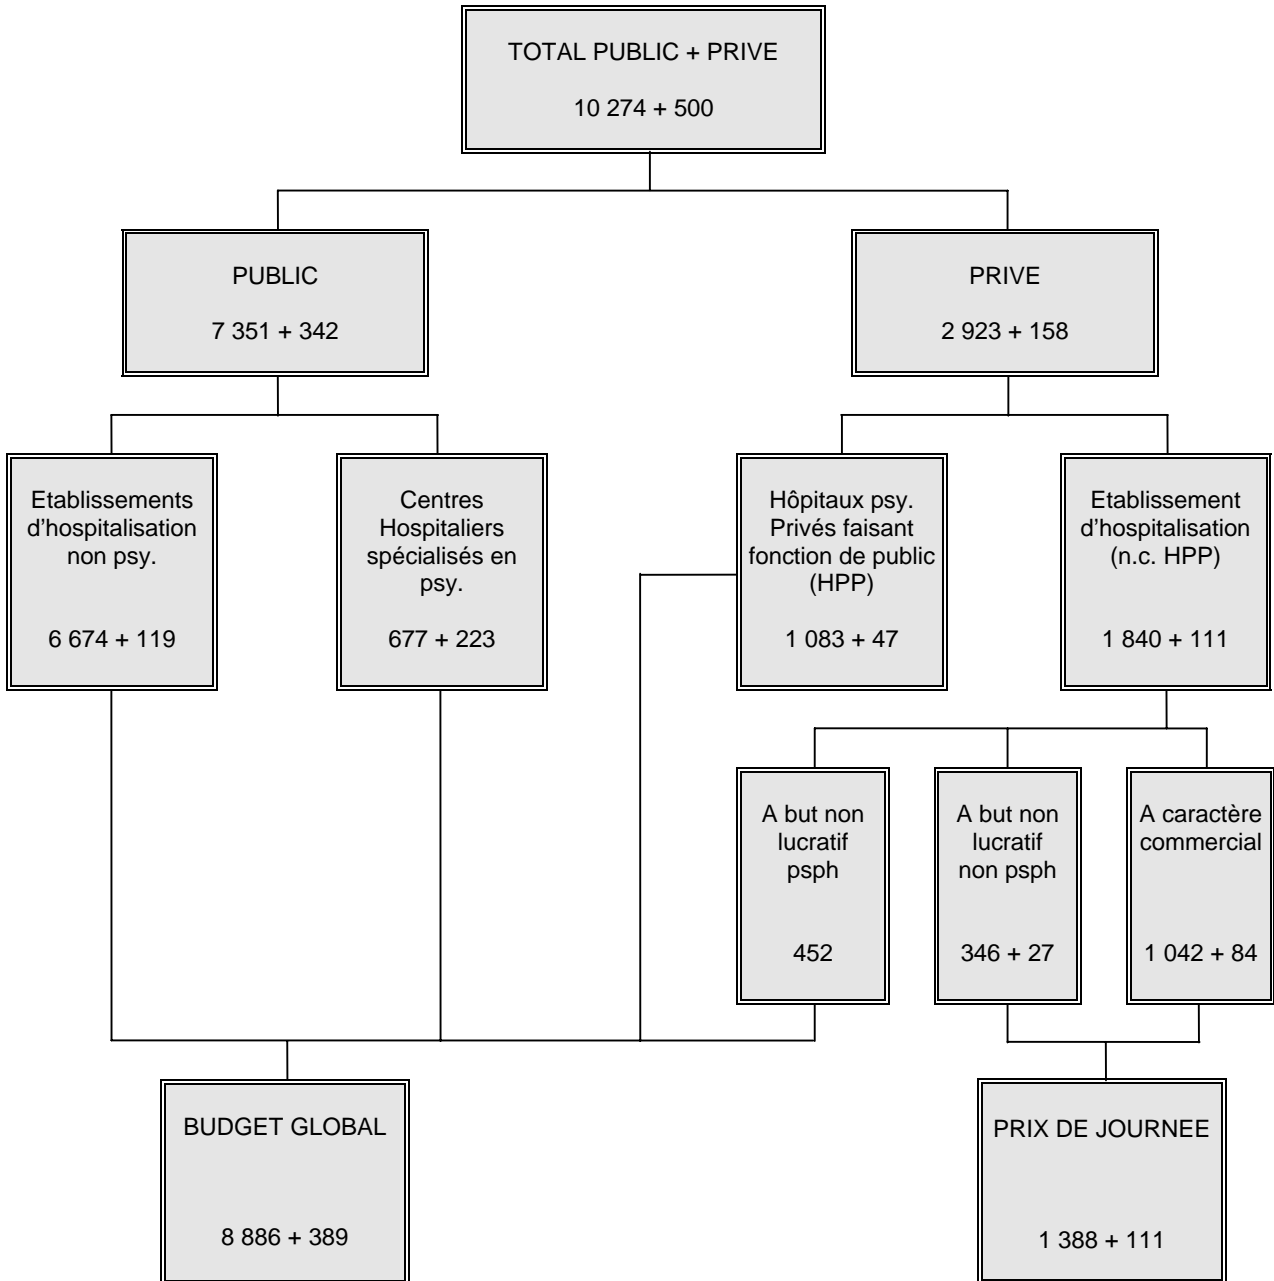 TOTAL PUBLIC + PRIVE
10 274 + 500
PUBLIC
7 351 + 342
PRIVE
2 923 + 158
Etablissements
d'hospitalisation
non psy.
6 674 + 119
Centres
Hospitaliers
spécialisés en
psy.
677 + 223
Hôpitaux psy.
Privés faisant
fonction de public
(HPP)
1 083 + 47
Etablissement
d'hospitalisation
(n.c. HPP)
1 840 + 111
A but non
lucratif
psph
452
A but non
lucratif
non psph
346 + 27
A caractère
commercial
1 042 + 84
BUDGET GLOBAL
8 886 + 389
PRIX DE JOURNEE
1 388 + 111